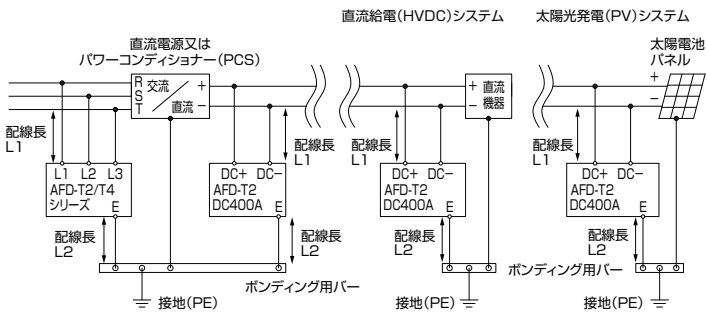 直流給電(HVDC)システム
太陽光発電(PV)システム
直流電源又は
パワーコンディショナー(PCS)
太陽電池
パネル
R
S
T
交流
直流
+
−
+
−
直流
機器
+
−
配線長
L1
配線長
L1
配線長
L1
配線長
L1
L1 L2 L3
AFD-T2/T4
シリーズ
E
DC+ DC−
AFD-T2
DC400A
E
DC+ DC−
AFD-T2
DC400A
E
DC+ DC−
AFD-T2
DC400A
E
配線長
L2
配線長
L2
配線長
L2
配線長
L2
ボンディング用バー
ボンディング用バー
接地(PE)
接地(PE)
接地(PE)